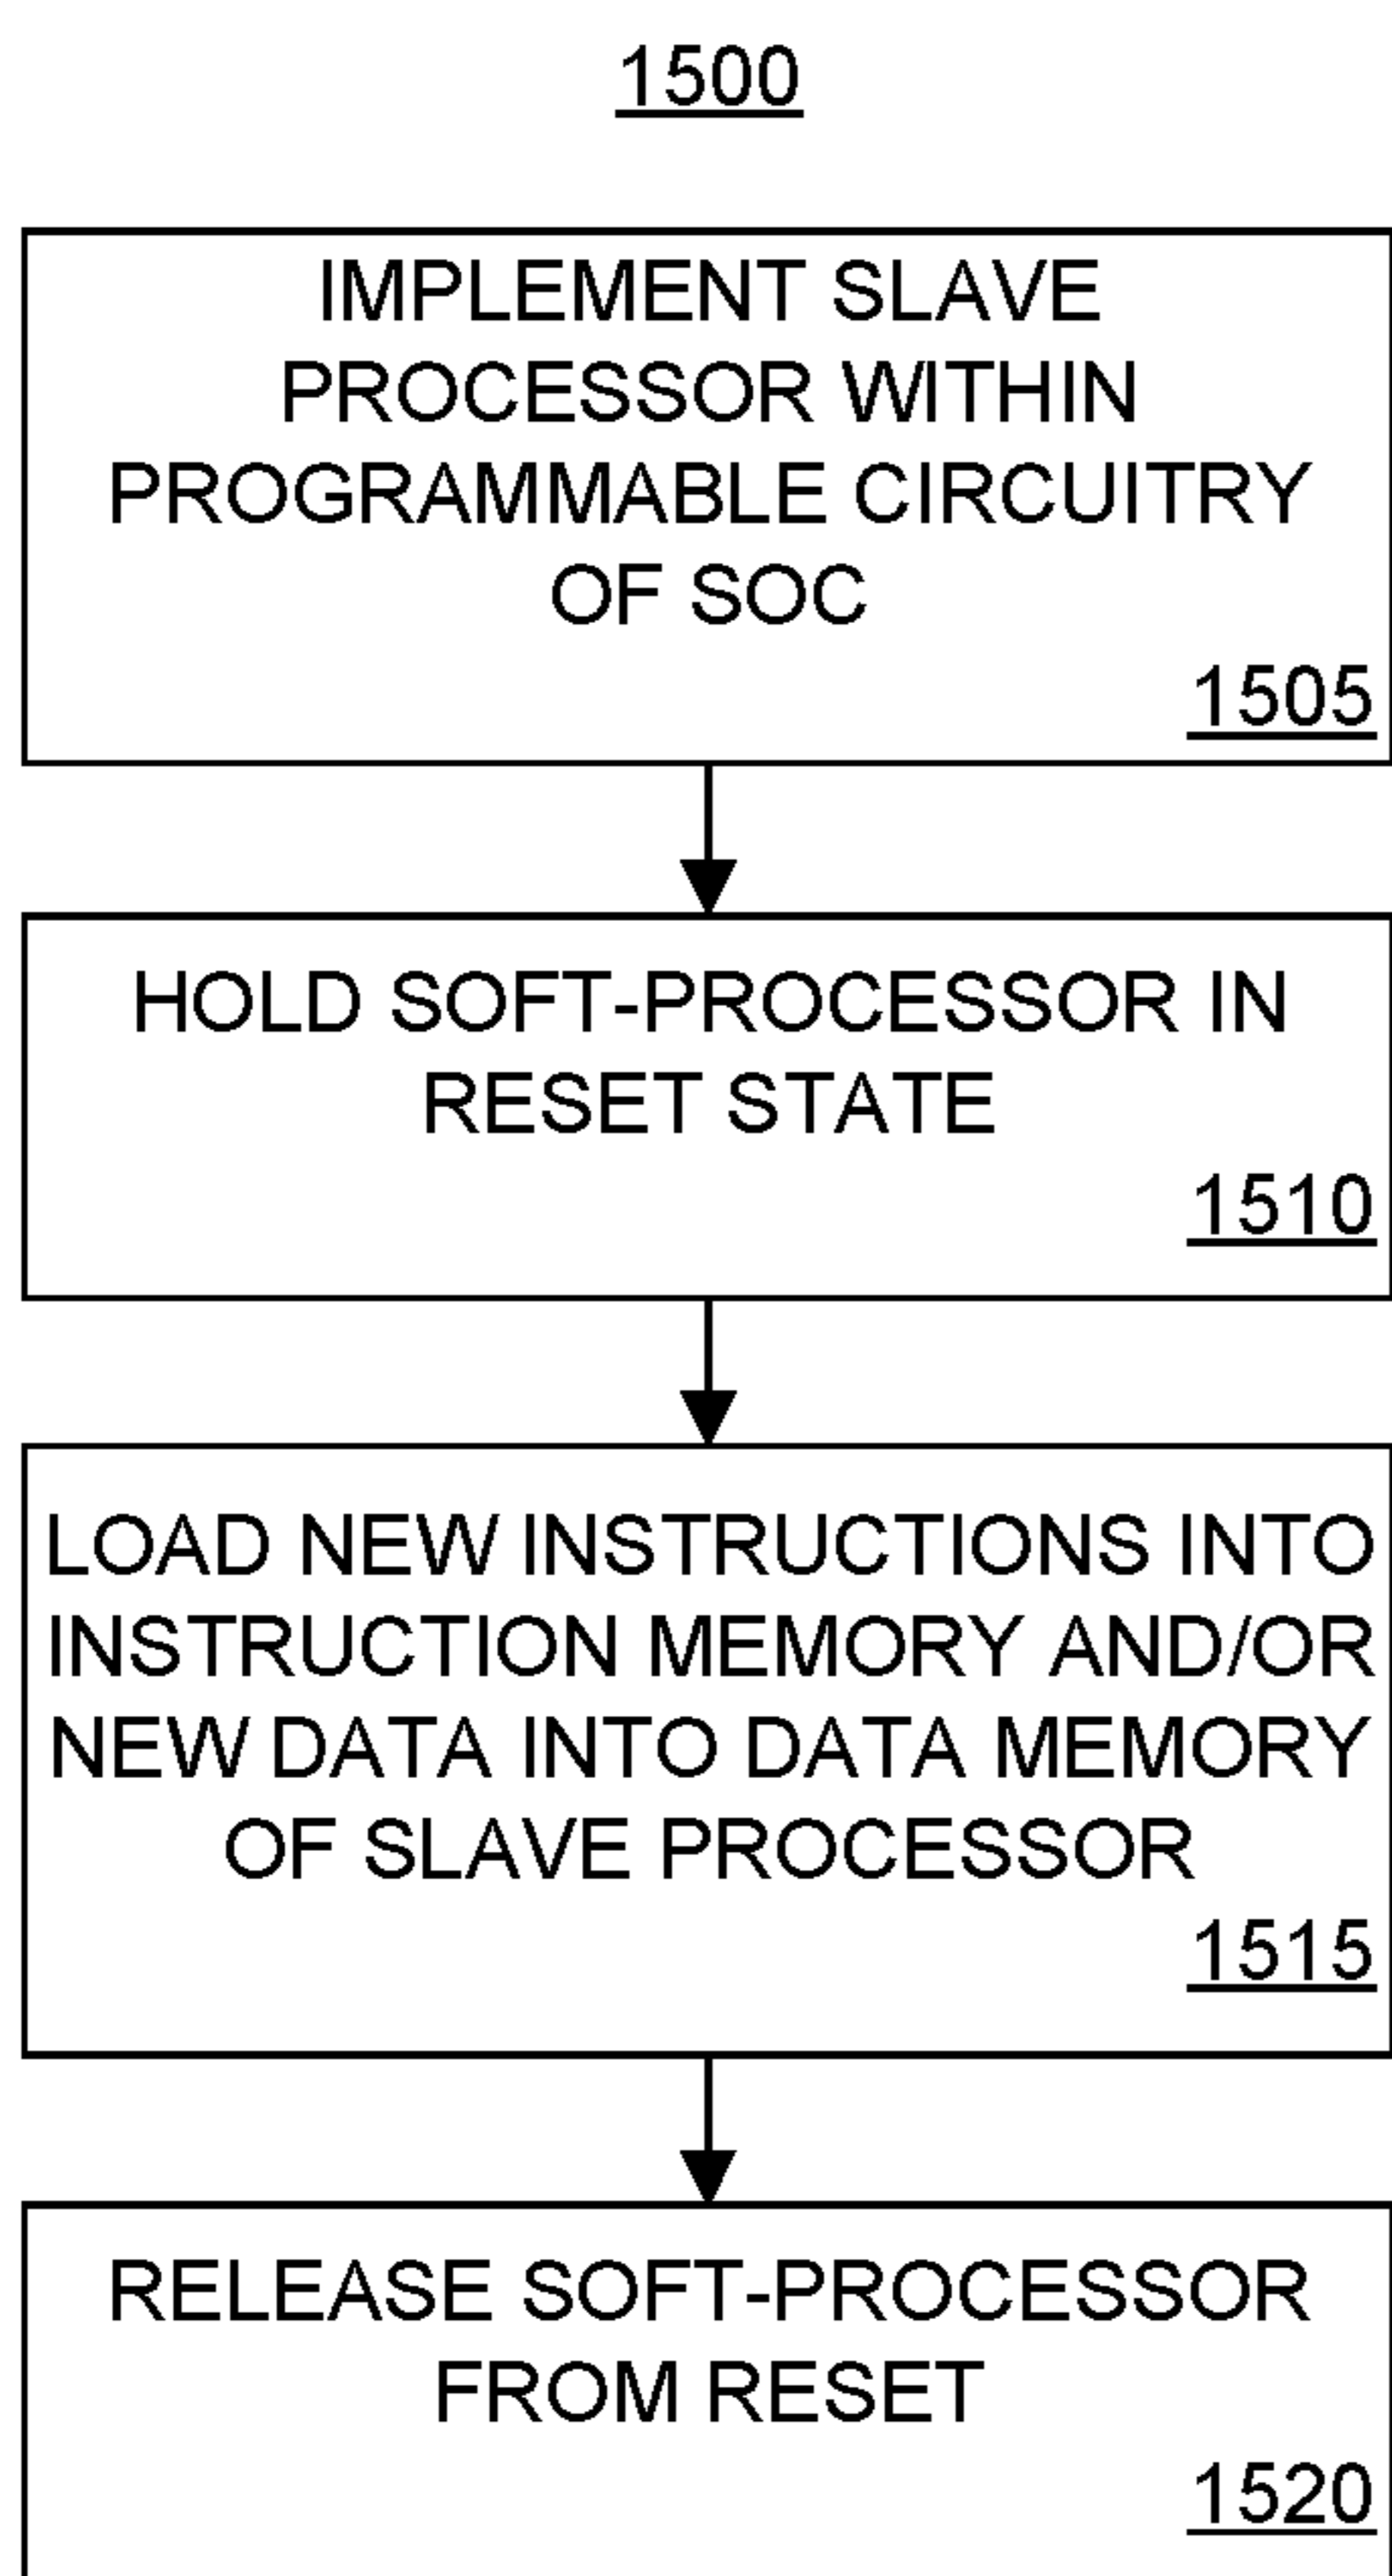 1500
IMPLEMENT SLAVE
PROCESSOR WITHIN
PROGRAMMABLE CIRCUITRY
OF SOC
1505
HOLD SOFT-PROCESSOR IN
RESET STATE
1510
LOAD NEW INSTRUCTIONS INTO
INSTRUCTION MEMORY AND/OR
NEW DATA INTO DATA MEMORY
OF SLAVE PROCESSOR
1515
RELEASE SOFT-PROCESSOR
FROM RESET
1520